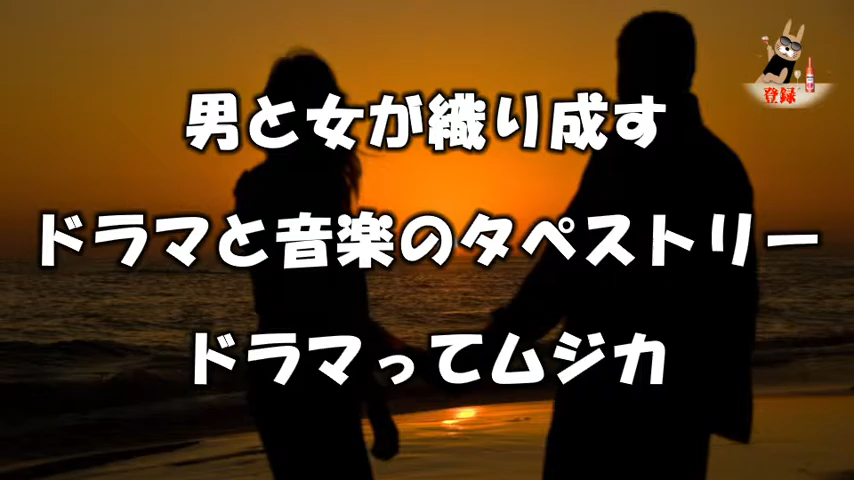 登録
男と女が織り成す
ドラマと音楽のタペストリー
ドラマってムジカ